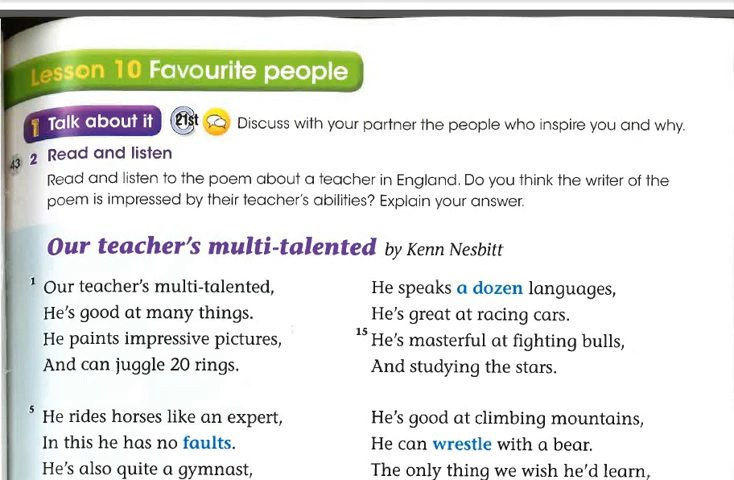 Lesson 10 Favourite people
1 Talk about it 21st Discuss with your partner the people who inspire you and why.
43 2 Read and listen
Read and listen to the poem about a teacher in England. Do you think the writer of the
poem is impressed by their teacher's abilities? Explain your answer.
Our teacher's multi-talented by Kenn Nesbitt
1 Our teacher's multi-talented,
He's good at many things.
He paints impressive pictures,
And can juggle 20 rings.
5 He rides horses like an expert,
In this he has no faults.
He's also quite a gymnast,
He speaks a dozen languages,
He's great at racing cars.
15 He's masterful at fighting bulls,
And studying the stars.
He's good at climbing mountains,
He can wrestle with a bear.
The only thing we wish he'd learn,